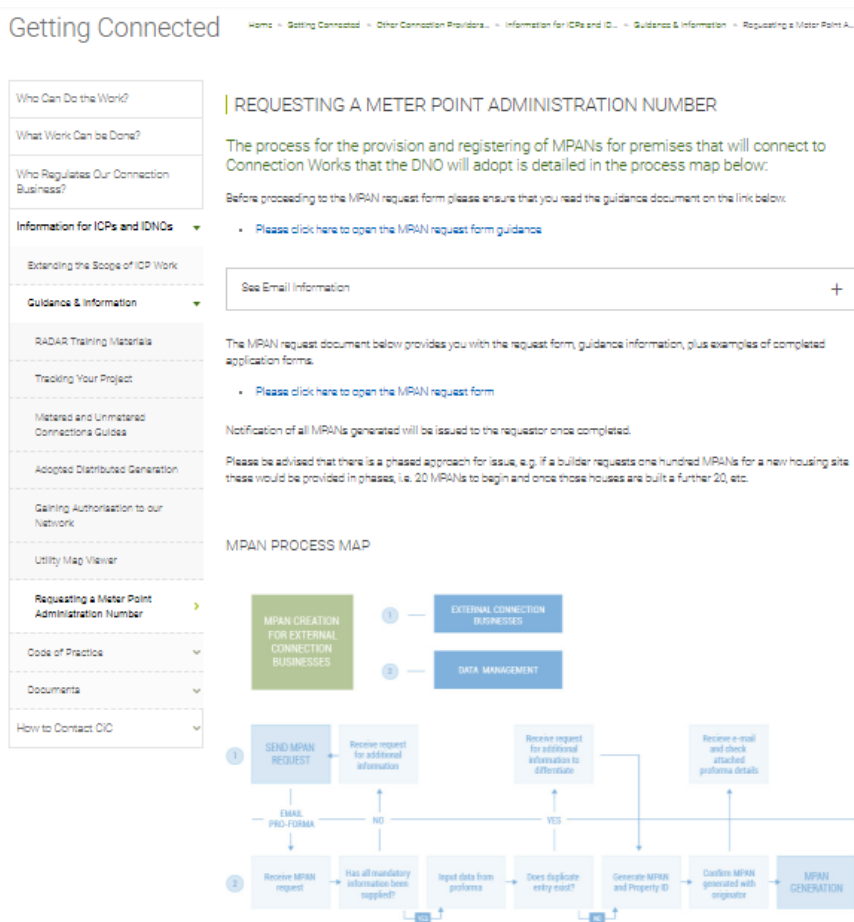 Getting Connected
Home » Getting Connected » Other Connection Providers... » Information for ICPs and ID... » Guidance & Information » Requesting a Meter Point A...
Who Can Do the Work?
What Work Can be Done?
Who Regulates Our Connection
Business?
Information for ICPs and IDNOs
Extending the Scope of ICP Work
Guidance & Information
RADAR Training Materials
Tracking Your Project
Metered and Unmetered
Connections Guides
Adopted Distributed Generation
Gaining Authorisation to our
Network
Utility Map Viewer
Requesting a Meter Point
Administration Number
Code of Practice
Documents
How to Contact CiC
REQUESTING A METER POINT ADMINISTRATION NUMBER
The process for the provision and registering of MPANs for premises that will connect to
Connection Works that the DNO will adopt is detailed in the process map below:
Before proceeding to the MPAN request form please ensure that you read the guidance document on the link below.
• Please click here to open the MPAN request form guidance
See Email Information +
The MPAN request document below provides you with the request form, guidance information, plus examples of completed
application forms.
• Please click here to open the MPAN request form
Notification of all MPANs generated will be issued to the requestor once completed.
Please be advised that there is a phased approach for issue, e.g. if a builder requests one hundred MPANs for a new housing site
these would be provided in phases, i.e. 20 MPANs to begin and once those houses are built a further 20, etc.
MPAN PROCESS MAP
MPAN CREATION
FOR EXTERNAL
CONNECTION
BUSINESSES
1
EXTERNAL CONNECTION
BUSINESSES
2
DATA MANAGEMENT
1
SEND MPAN
REQUEST
Receive request
for additional
information
Receive request
for additional
information to
differentiate
Recieve e-mail
and check
attached
proforma details
EMAIL
PRO-FORMA
NO
YES
2
Receive MPAN
request
Has all mandatory
information been
supplied?
YES
Input data from
proforma
Does duplicate
entry exist?
NO
Generate MPAN
and Property ID
Confirm MPAN
generated with
originator
MPAN
GENERATION